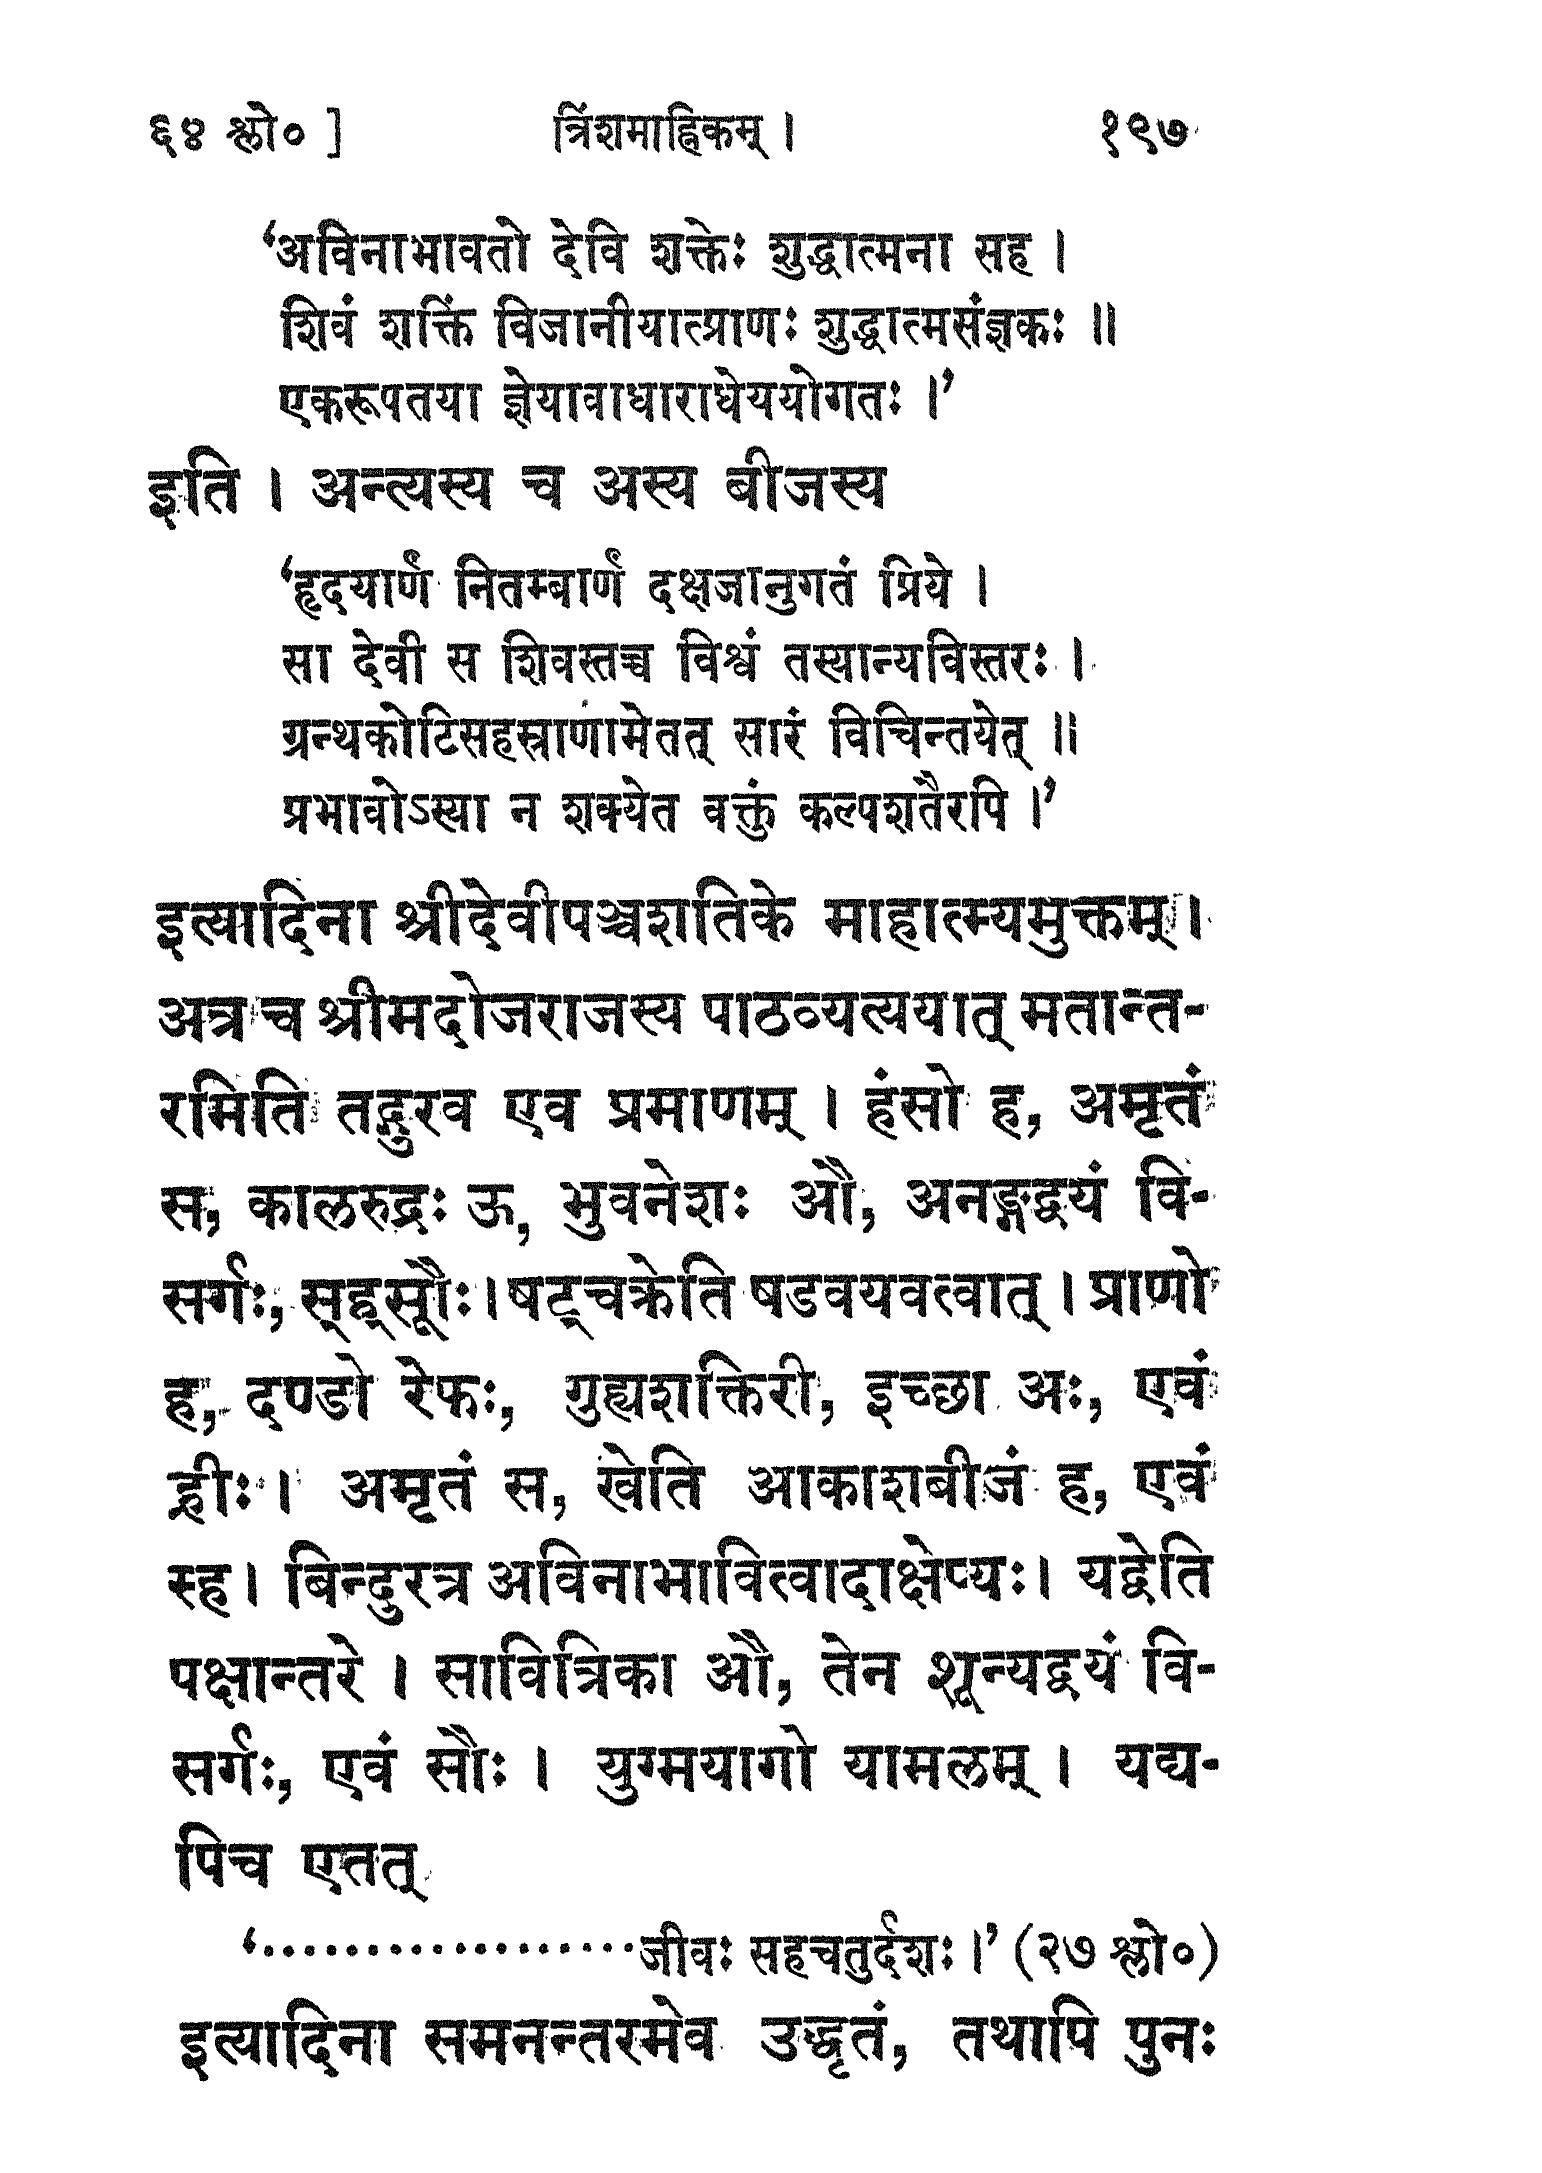 ६४ श्लो० ] त्रिंशमाह्निकम् । १९७
‘अविनाभावतो देवि शक्तेः शुद्धात्मना सह ।
शिवं शक्तिं विजानीयात्प्राणः शुद्धात्मसंज्ञकः ॥
एकरूपतया ज्ञेयावाधाराधेययोगतः ।’
इति । अन्त्यस्य च अस्य बीजस्य
‘हृदयार्णं नितम्बार्णं दक्षजानुगतं प्रिये ।
सा देवी स शिवस्तच्च विश्वं तस्यान्यविस्तरः ।
ग्रन्थकोटिसहस्राणामेतत् सारं विचिन्तयेत् ॥
प्रभावोऽस्या न शक्येत वक्तुं कल्पशतैरपि ।’
इत्यादिना श्रीदेवीपञ्चशतिके माहात्म्यमुक्तम् ।
अत्र च श्रीमदोजराजस्य पाठव्यत्ययात् मतान्त-
रमिति तद्गुरव एव प्रमाणम् । हंसो ह, अमृतं
स, कालरुद्रः ऊ, भुवनेशः औ, अनङ्गद्वयं वि-
सर्गः, स्ह्सूौः । षट्चक्रेति षडवयवत्वात् । प्राणो
ह, दण्डो रेफः, गुह्यशक्तिरी, इच्छा अः, एवं
ह्रीः । अमृतं स, खेति आकाशबीजं ह, एवं
स्ह । बिन्दुरत्र अविनाभावित्वादाक्षेप्यः । यद्वेति
पक्षान्तरे । सावित्रिका औ, तेन शून्यद्वयं वि-
सर्गः, एवं सौः । युग्मयागो यामलम् । यद्य-
पिच एतत्
‘..................जीवः सहचतुर्दशः ।’ (२७ श्लो०)
इत्यादिना समनन्तरमेव उद्धृतं, तथापि पुनः